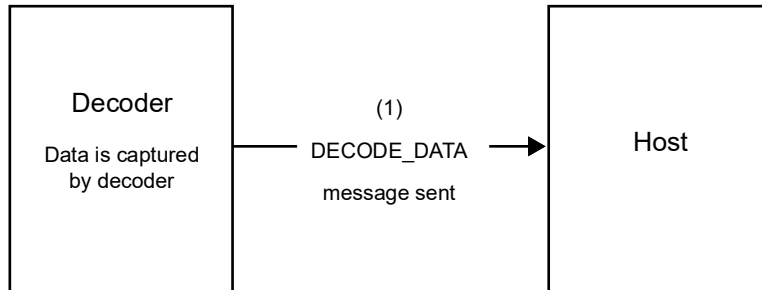 Decoder
Data is captured
by decoder
(1)
DECODE_DATA
message sent
Host